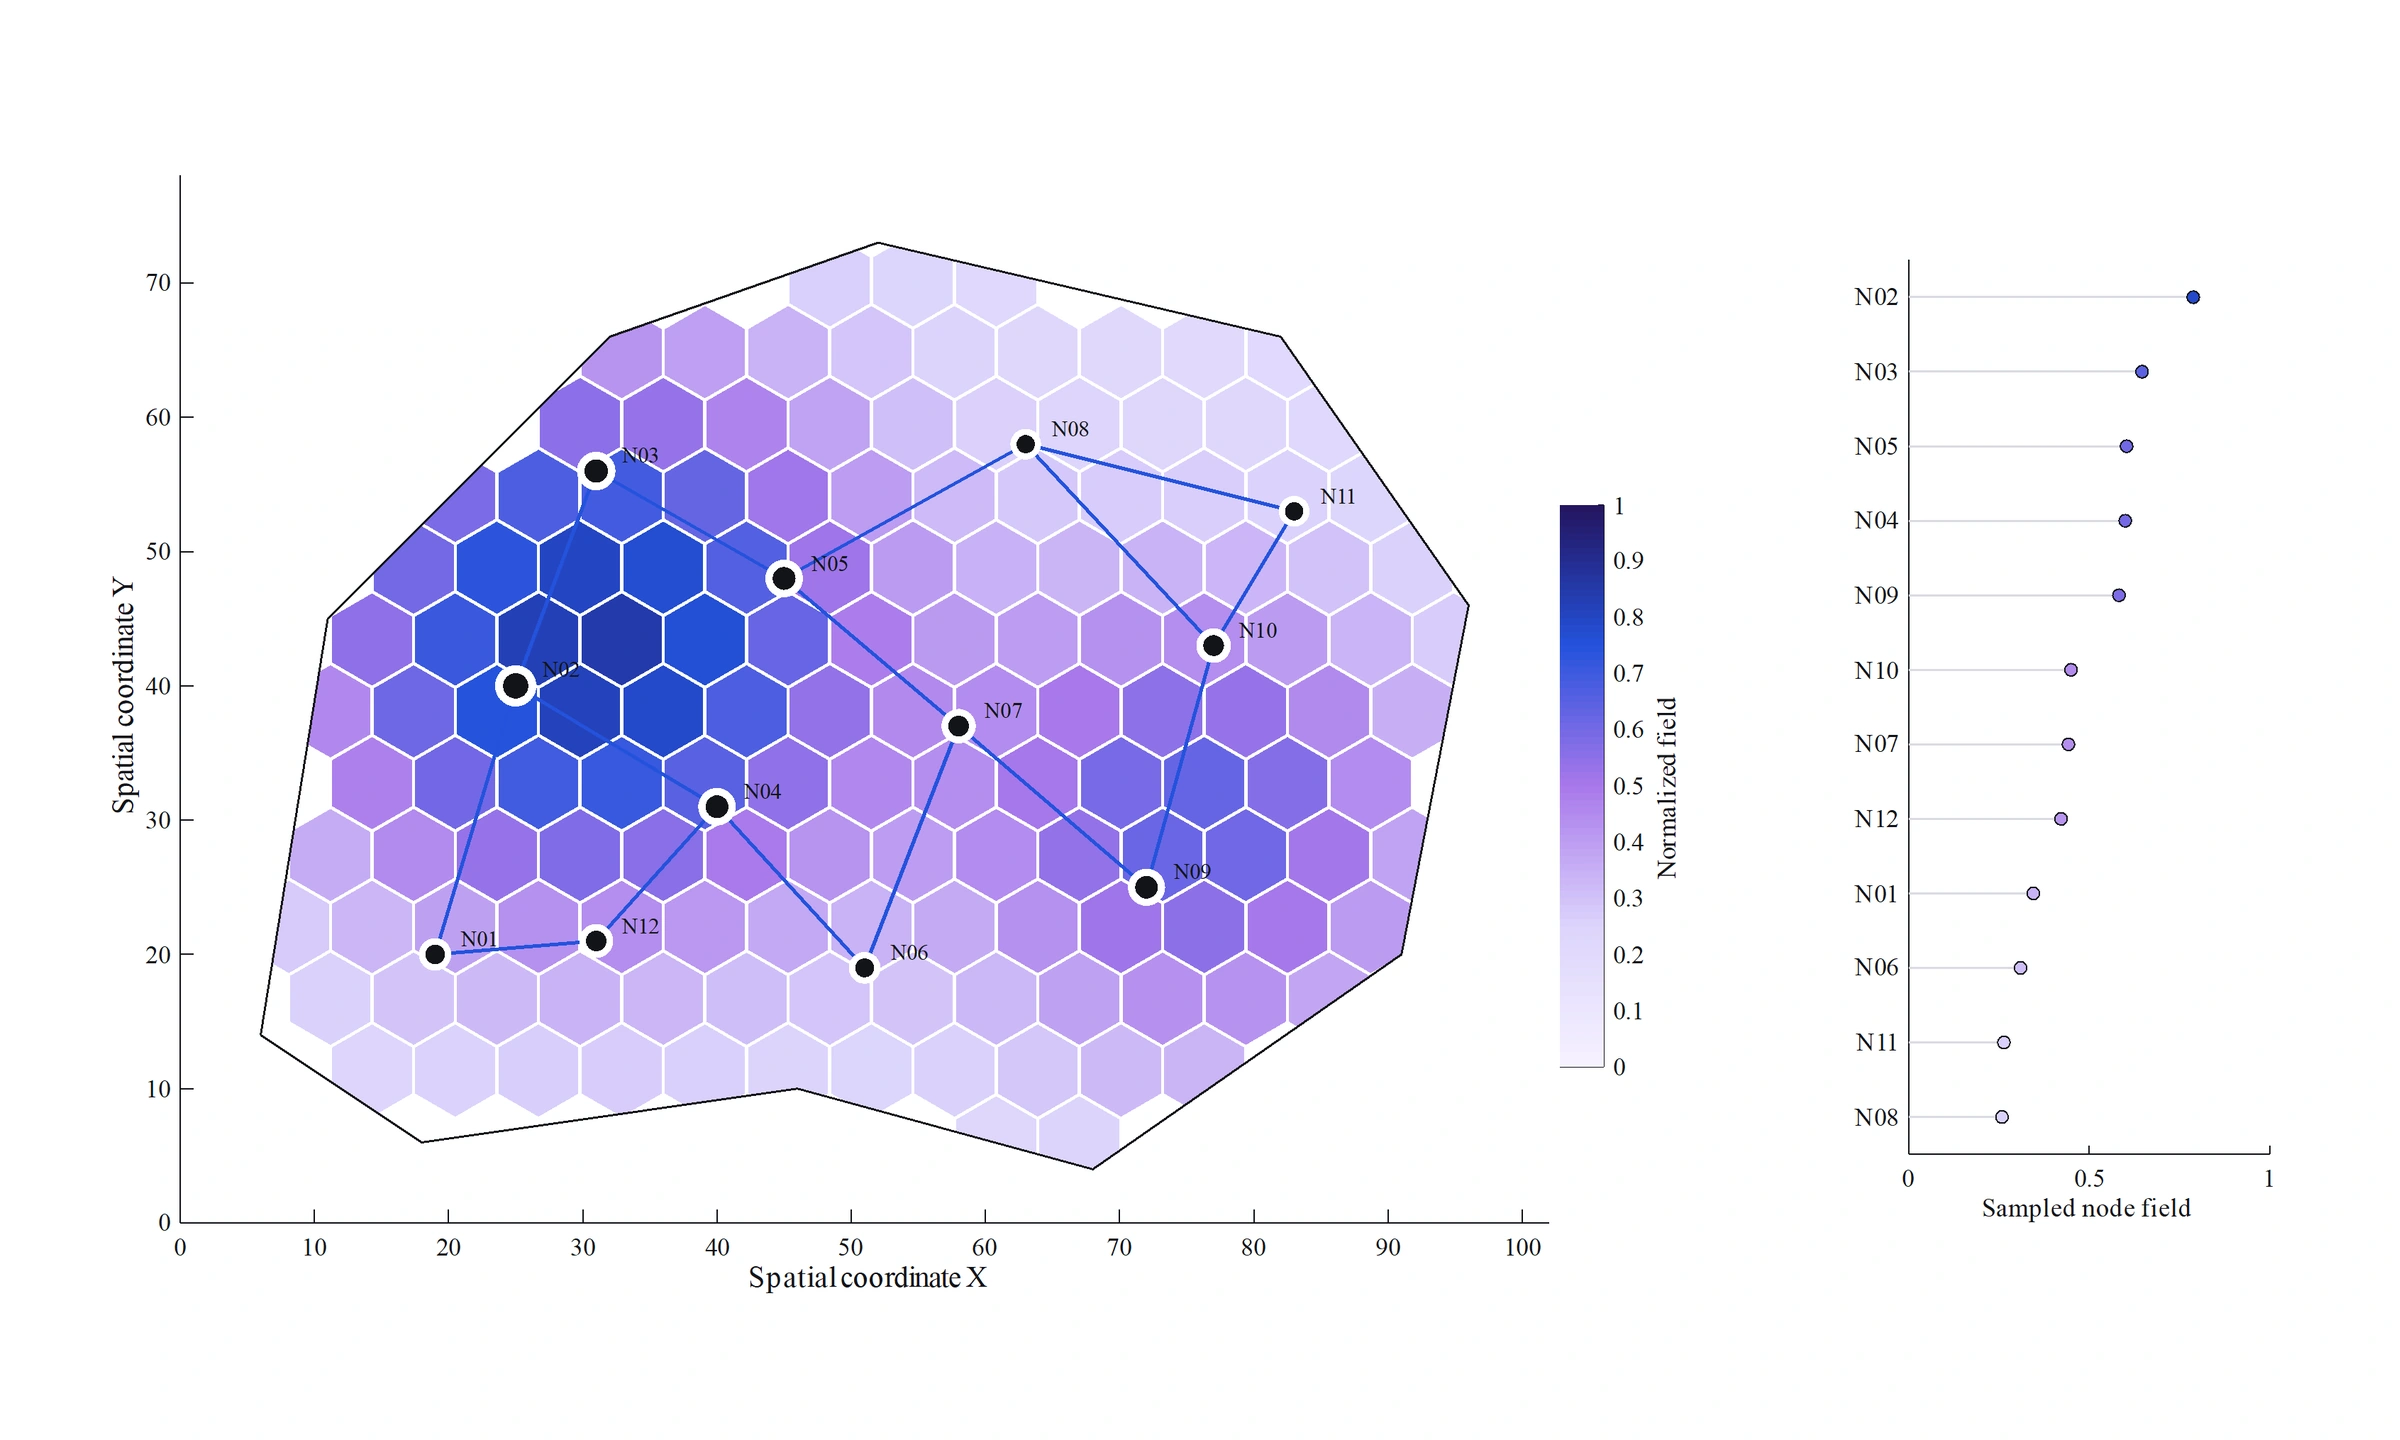 70
60
50
40
30
20
10
0
Spatial coordinate Y
0
10
20
30
40
50
60
70
80
90
100
Spatial coordinate X
N08
N03
N11
N05
N10
N02
N07
N04
N09
N12
N01
N06
1
0.9
0.8
0.7
0.6
0.5
0.4
0.3
0.2
0.1
0
Normalized field
N02
N03
N05
N04
N09
N10
N07
N12
N01
N06
N11
N08
0
0.5
1
Sampled node field